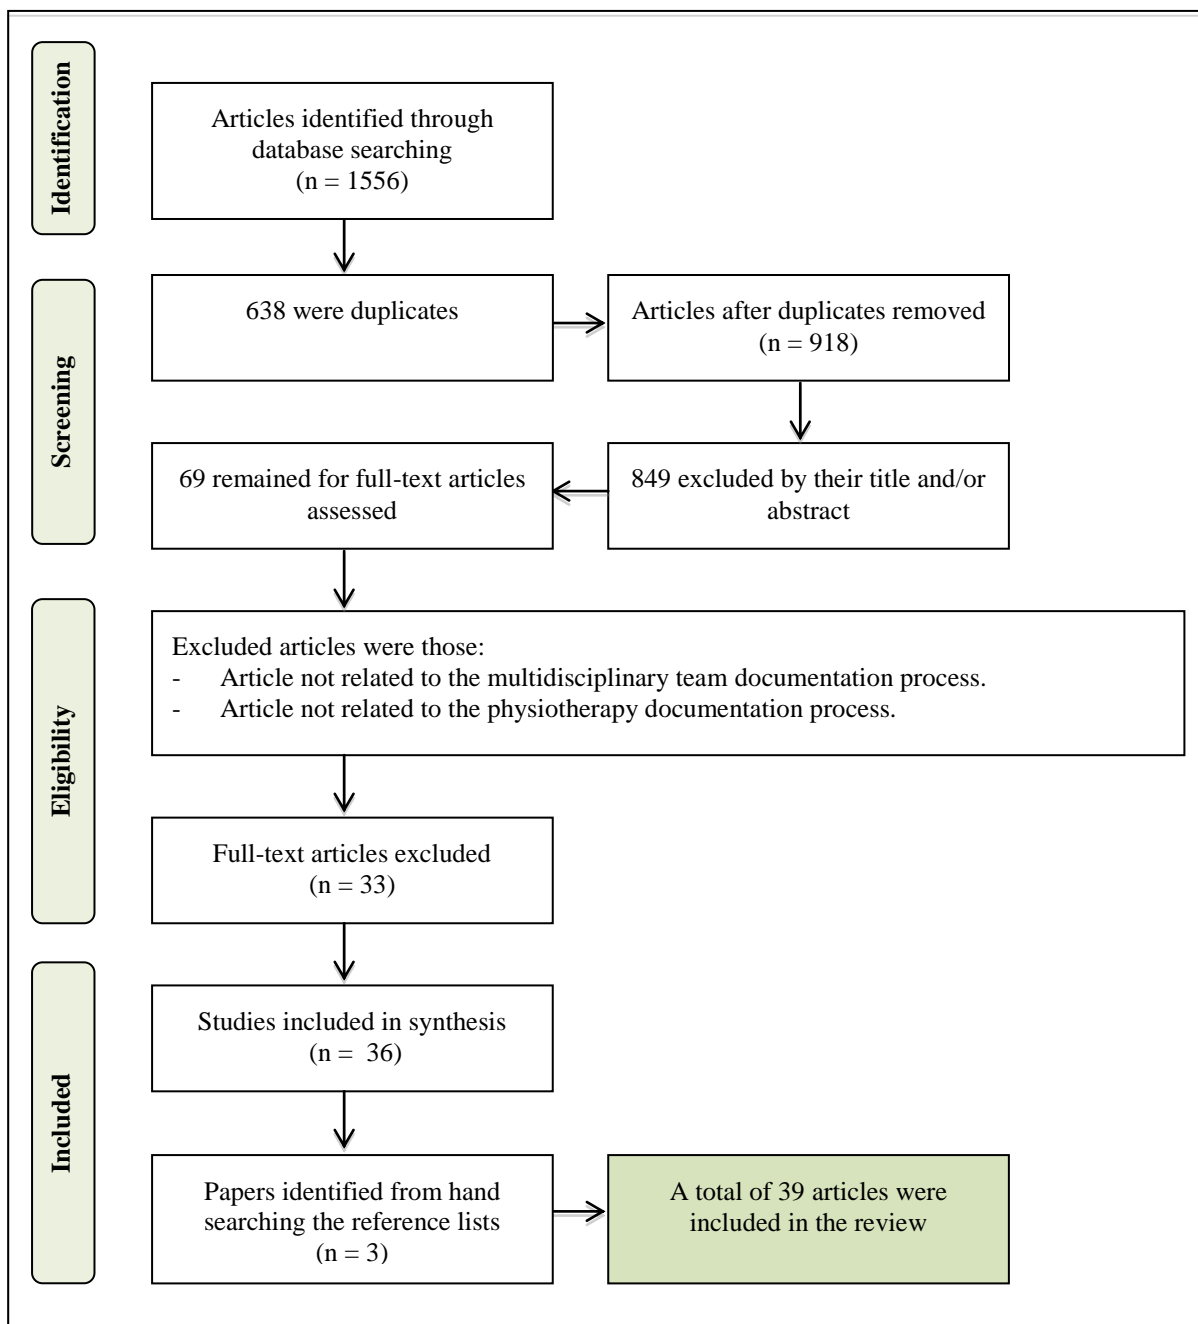 Identification
Articles identified through
database searching
(n = 1556)
Screening
638 were duplicates
Articles after duplicates removed
(n = 918)
69 remained for full-text articles
assessed
849 excluded by their title and/or
abstract
Eligibility
Excluded articles were those:
- Article not related to the multidisciplinary team documentation process.
- Article not related to the physiotherapy documentation process.
Full-text articles excluded
(n = 33)
Included
Studies included in synthesis
(n = 36)
Papers identified from hand
searching the reference lists
(n = 3)
A total of 39 articles were
included in the review